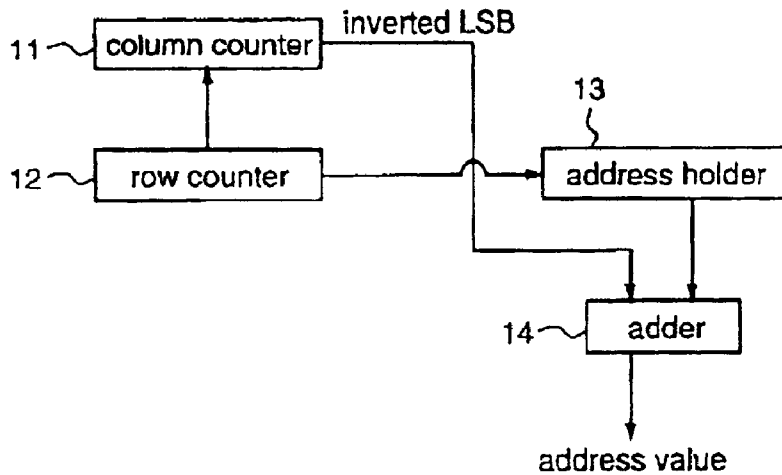 inverted LSB
11 column counter
13
12 row counter address holder
14 adder
address value